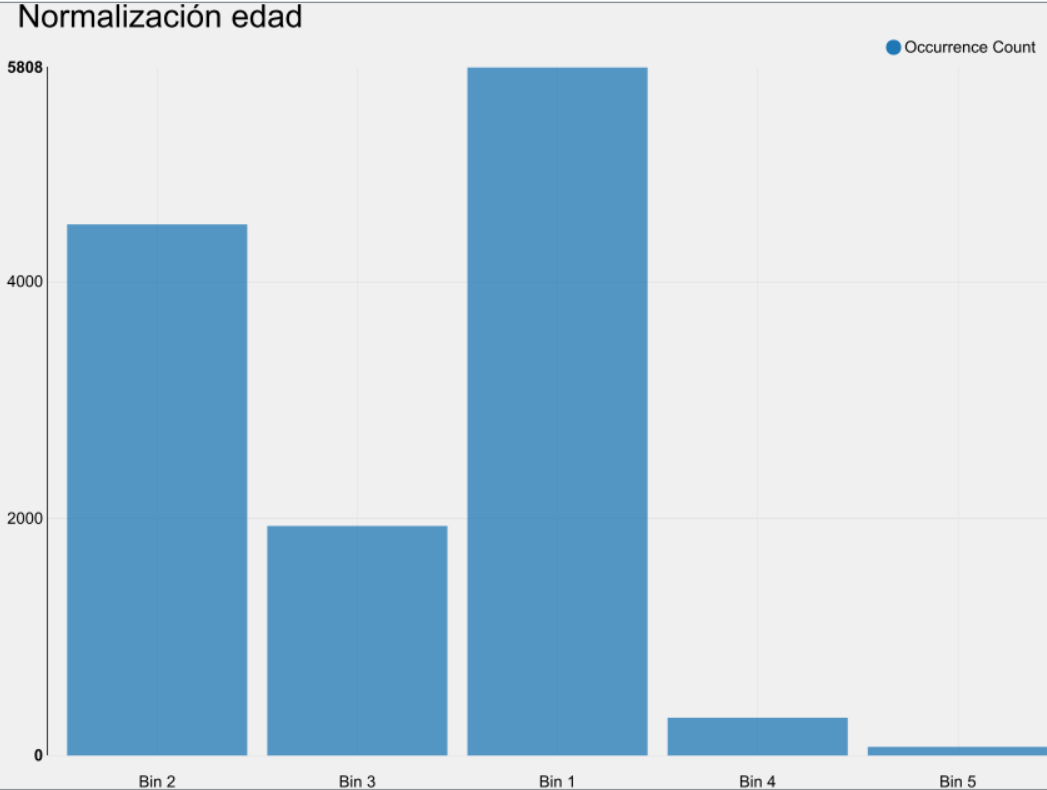 Normalización edad
Occurrence Count
5808
4000
2000
0
Bin 2
Bin 3
Bin 1
Bin 4
Bin 5